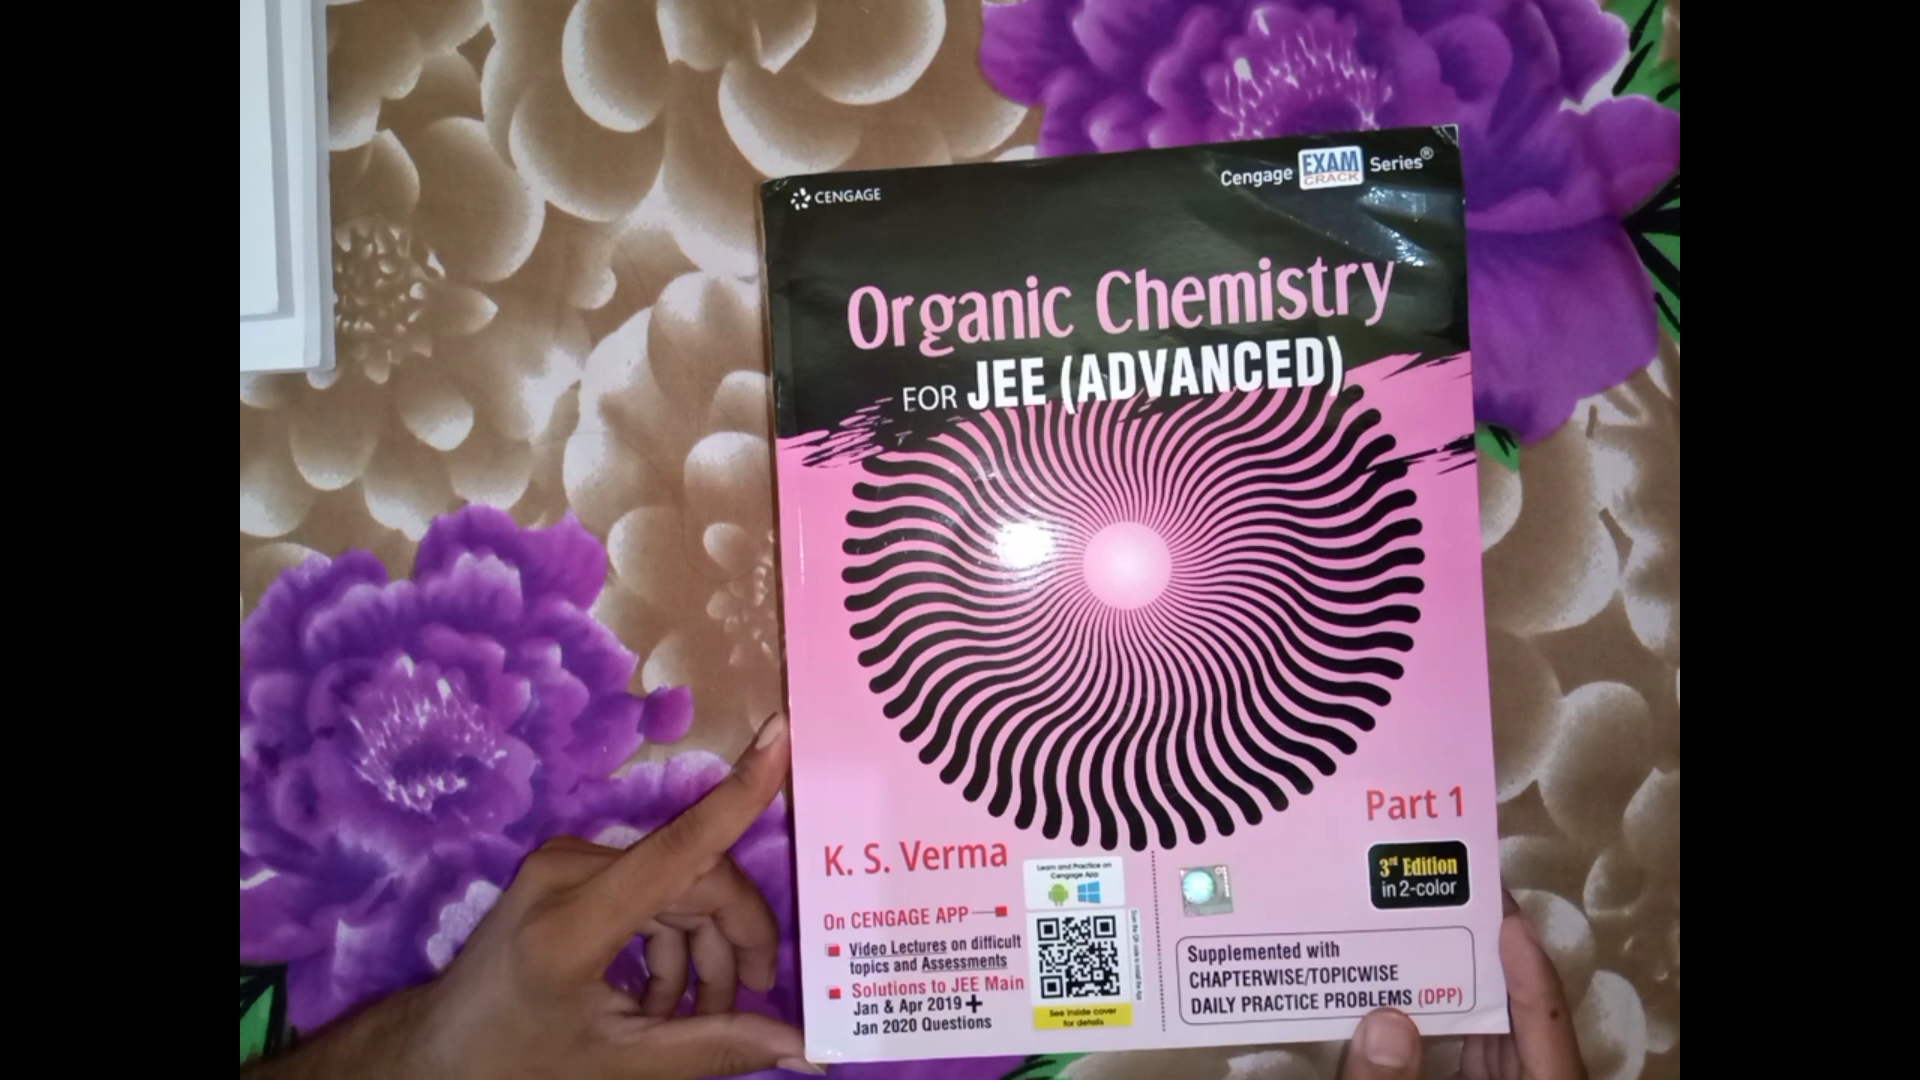 CENGAGE
Cengage EXAM CRACK Series®
Organic Chemistry
FOR JEE (ADVANCED)
Part 1
K. S. Verma
3rd Edition
in 2-color
Learn and Practice on
Cengage App
On CENGAGE APP
Video Lectures on difficult
topics and Assessments
Solutions to JEE Main
Jan & Apr 2019 +
Jan 2020 Questions
See inside cover
for details
Supplemented with
CHAPTERWISE/TOPICWISE
DAILY PRACTICE PROBLEMS (DPP)